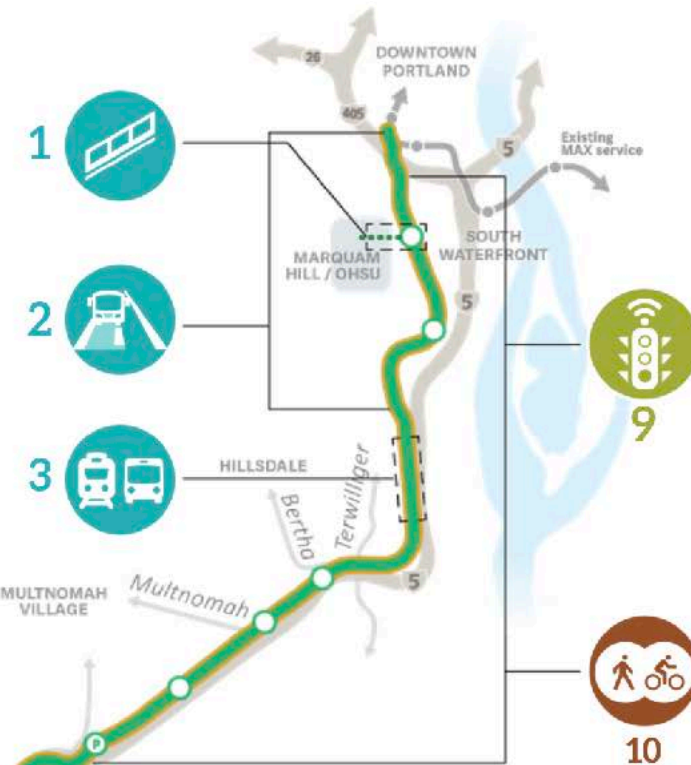 26
DOWNTOWN
PORTLAND
405
5
Existing
MAX service
1
MARQUAM
HILL / OHSU
SOUTH
WATERFRONT
2
5
9
3
HILLSDALE
Bertha
Terwilliger
5
MULTNOMAH
VILLAGE
Multnomah
P
10